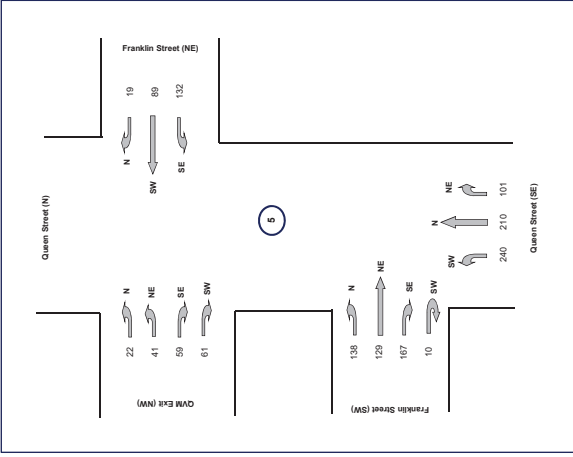 Franklin Street (NE)
19 89 132
N SW SE
Queen Street (N)
5
NE 101
N 210
SW 240
Queen Street (SE)
N NE SE SW
22 41 59 61
QVM Exit (NW)
N NE SE SW
138 129 167 10
Franklin Street (SW)